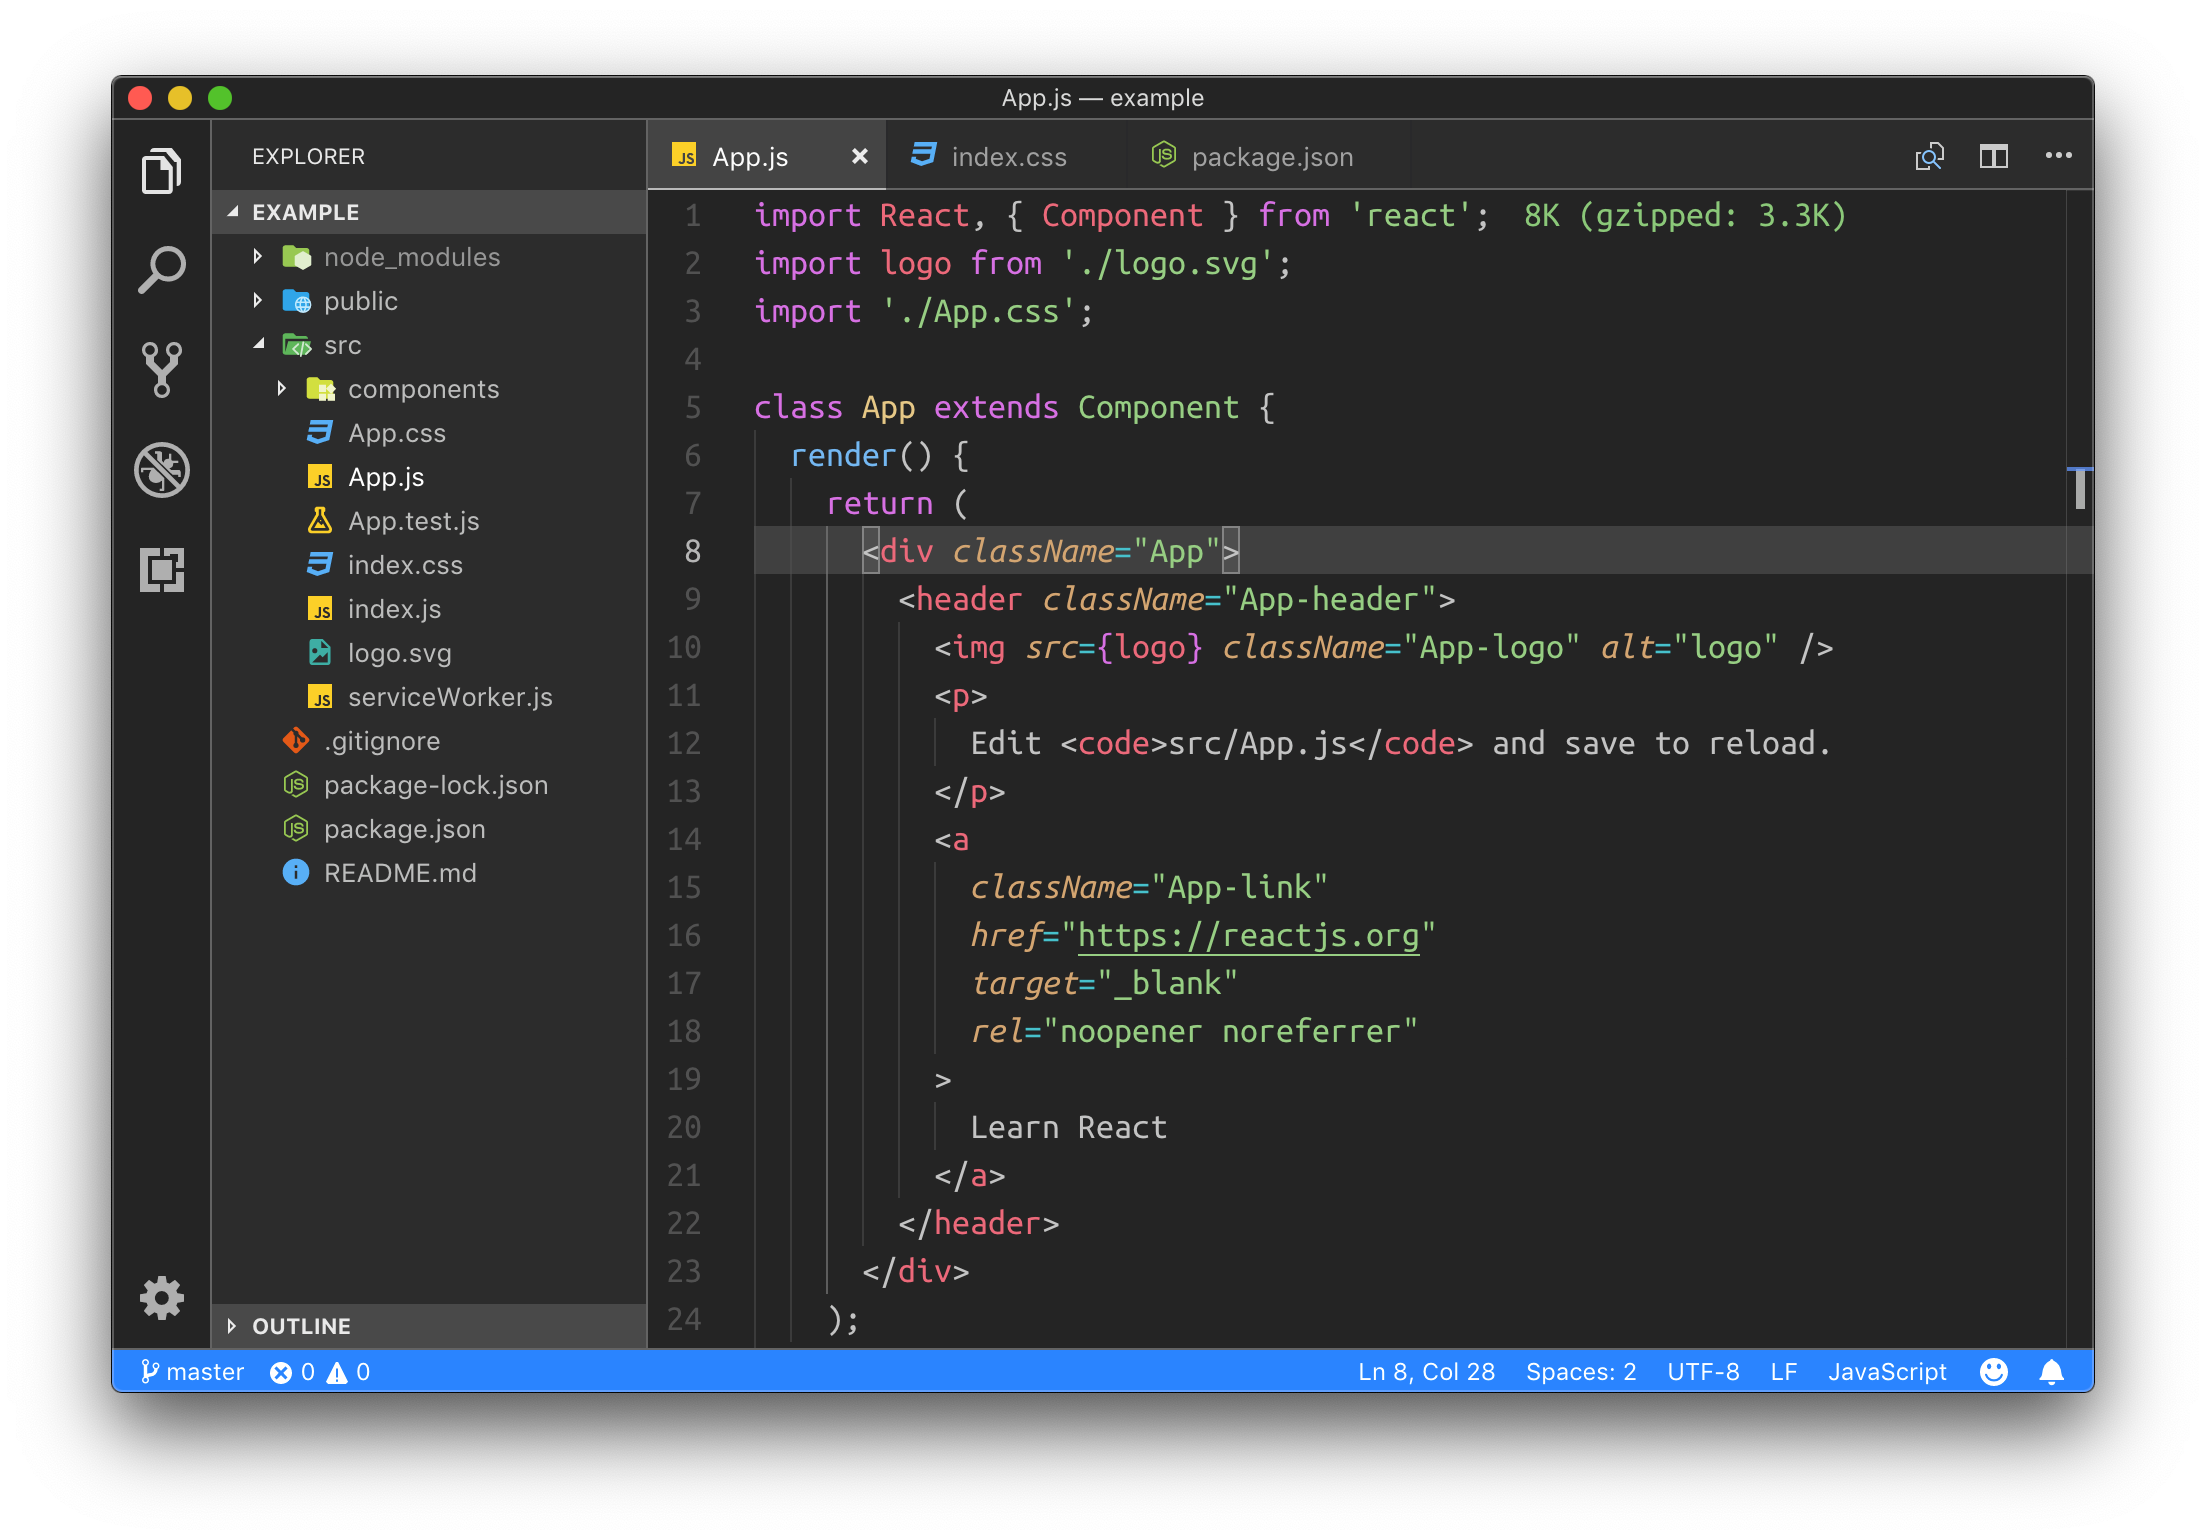 App.js — example
EXPLORER
EXAMPLE
node_modules
public
src
components
App.css
App.js
App.test.js
index.css
index.js
logo.svg
serviceWorker.js
.gitignore
package-lock.json
package.json
README.md
OUTLINE
App.js index.css package.json
1 import React, { Component } from 'react'; 8K (gzipped: 3.3K)
2 import logo from './logo.svg';
3 import './App.css';
4
5 class App extends Component {
6 render() {
7 return (
8 <div className="App">
9 <header className="App-header">
10 <img src={logo} className="App-logo" alt="logo" />
11 <p>
12 Edit <code>src/App.js</code> and save to reload.
13 </p>
14 <a
15 className="App-link"
16 href="https://reactjs.org"
17 target="_blank"
18 rel="noopener noreferrer"
19 >
20 Learn React
21 </a>
22 </header>
23 </div>
24 );
master 0 0 Ln 8, Col 28 Spaces: 2 UTF-8 LF JavaScript